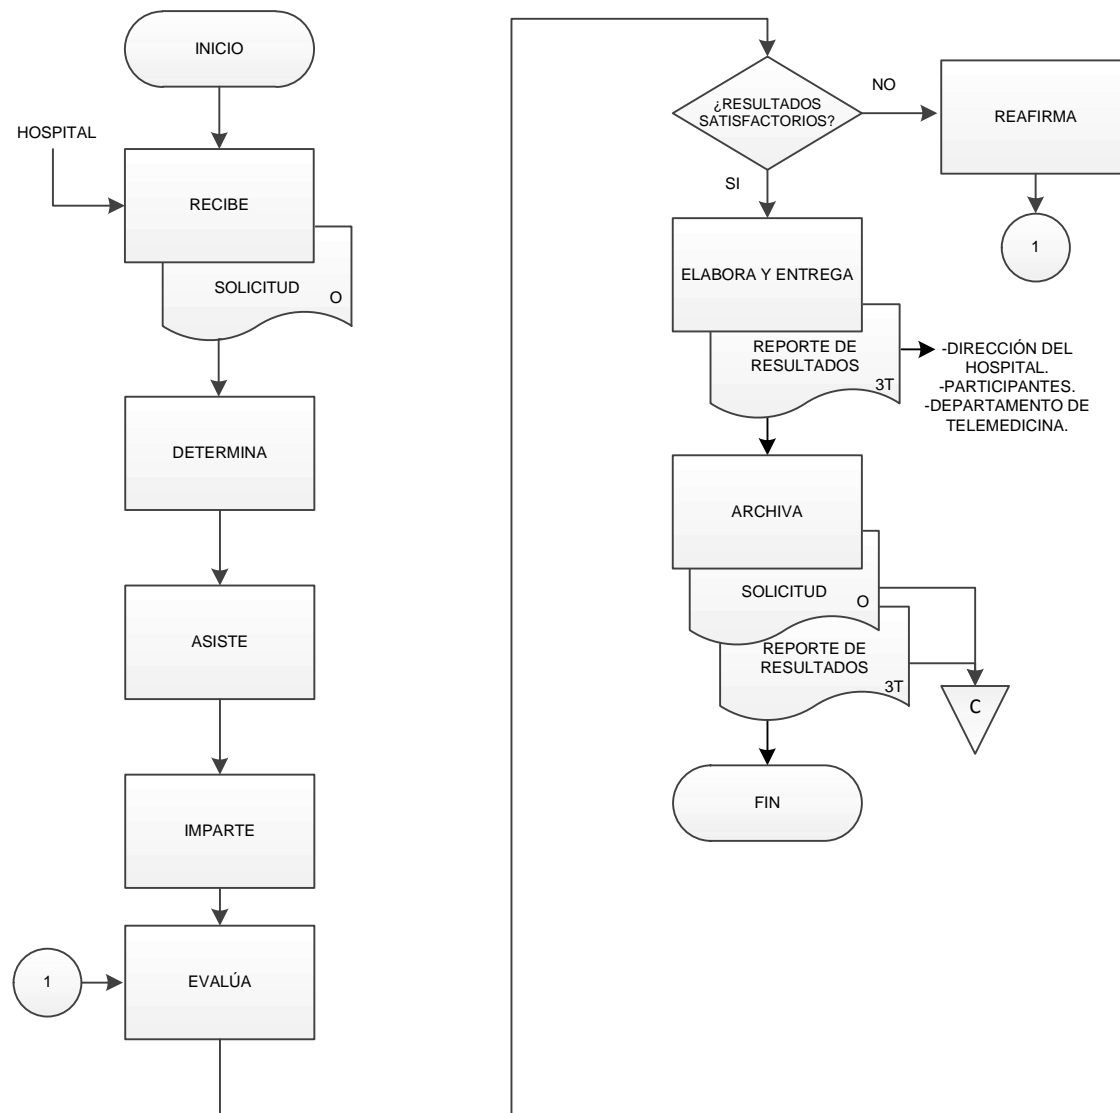 INICIO
HOSPITAL
RECIBE
SOLICITUD
O
DETERMINA
ASISTE
IMPARTE
1
EVALÚA
¿RESULTADOS
SATISFACTORIOS?
NO
REAFIRMA
1
SI
ELABORA Y ENTREGA
REPORTE DE
RESULTADOS
3T
-DIRECCIÓN DEL
HOSPITAL.
-PARTICIPANTES.
-DEPARTAMENTO DE
TELEMEDICINA.
ARCHIVA
SOLICITUD
O
REPORTE DE
RESULTADOS
3T
C
FIN